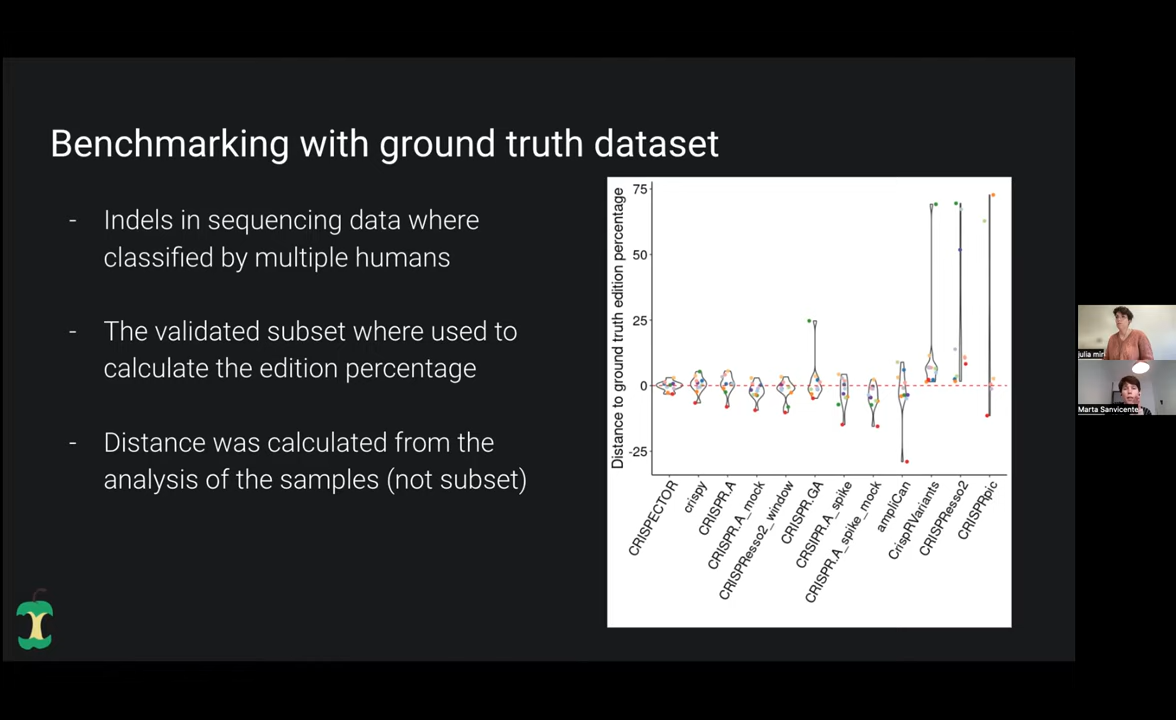 Benchmarking with ground truth dataset
- Indels in sequencing data where
classified by multiple humans
- The validated subset where used to
calculate the edition percentage
- Distance was calculated from the
analysis of the samples (not subset)
Distance to ground truth edition percentage
75
50
25
0
-25
CRISPECTOR
crispy
CRISPR.A
CRISPR.A_mock
CRISPResso2_window
CRISPR.GA
CRISIPR.A_spike
CRISPR.A_spike_mock
ampliCan
CrispRVariants
CRISPResso2
CRISPRpic
julia mir
Marta Sanvicente